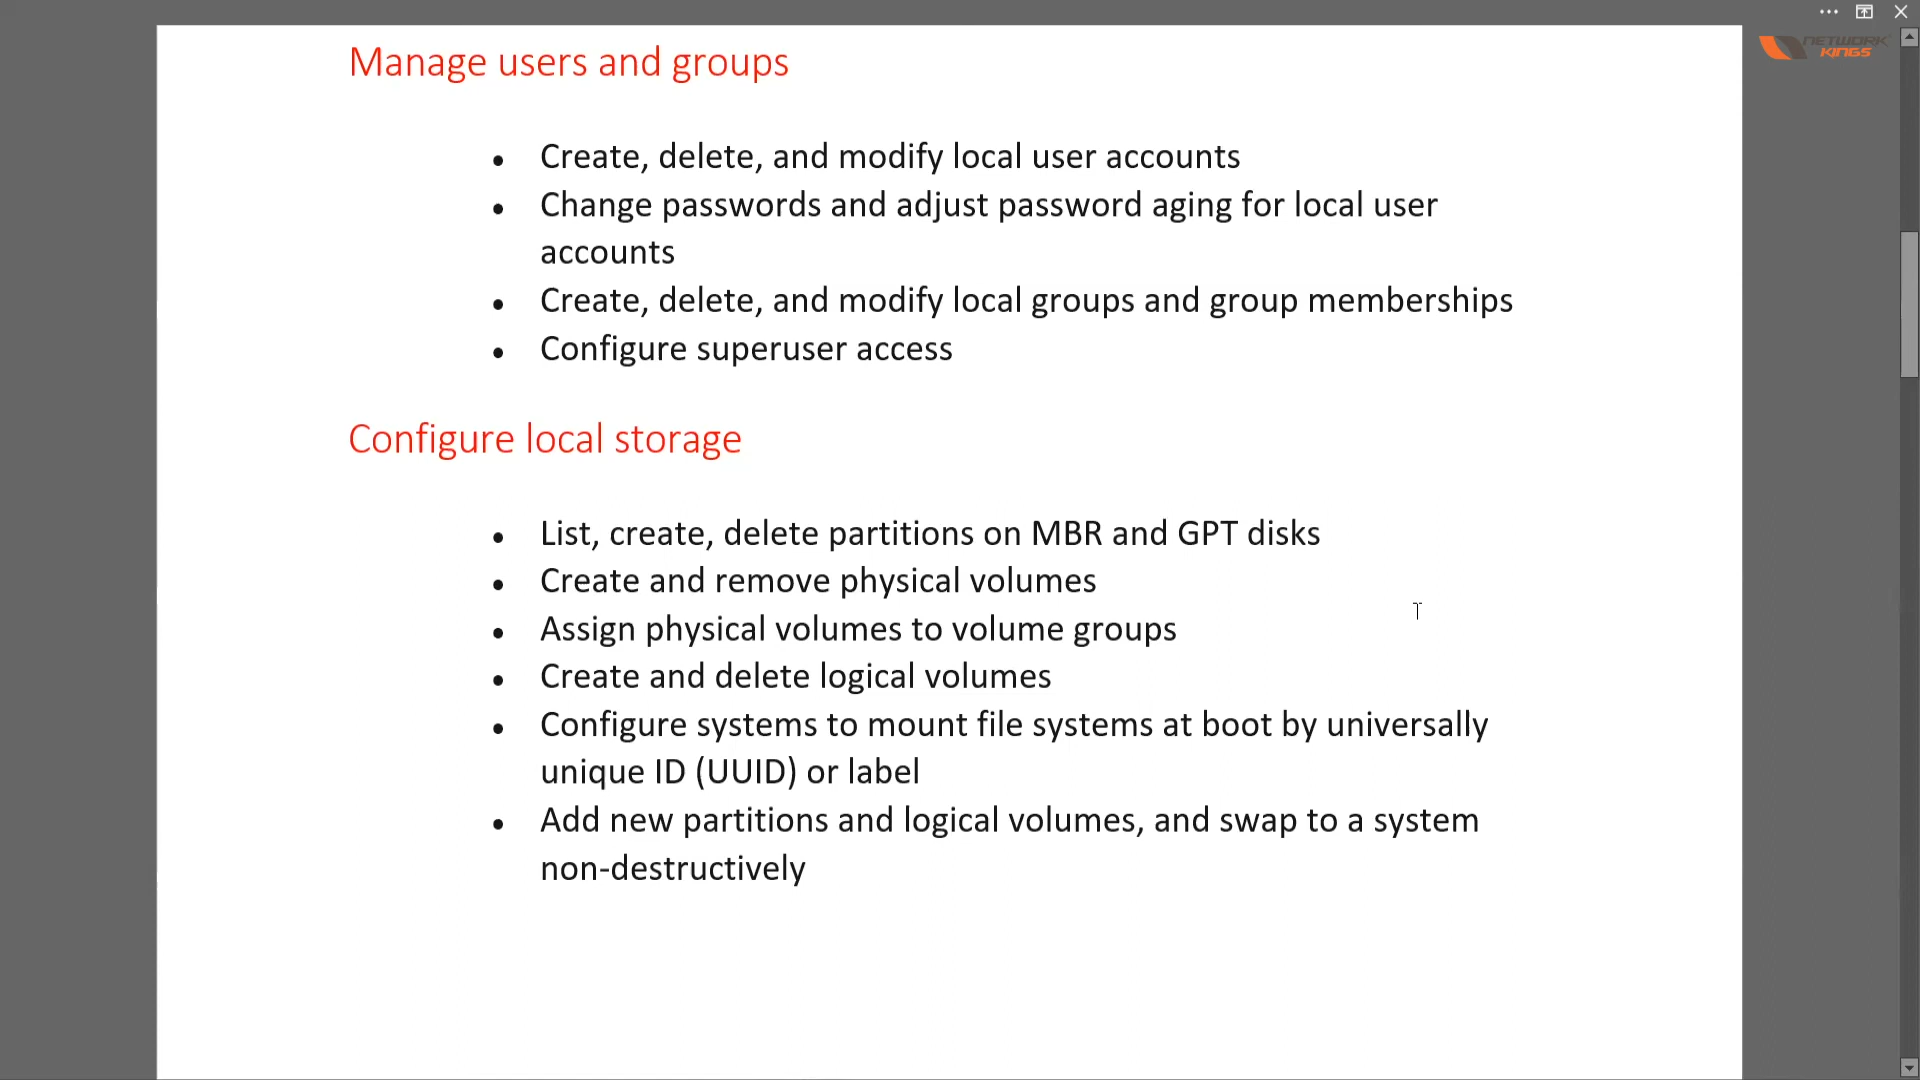 NETWORK
KINGS
Manage users and groups
• Create, delete, and modify local user accounts
• Change passwords and adjust password aging for local user
accounts
• Create, delete, and modify local groups and group memberships
• Configure superuser access
Configure local storage
• List, create, delete partitions on MBR and GPT disks
• Create and remove physical volumes
• Assign physical volumes to volume groups
• Create and delete logical volumes
• Configure systems to mount file systems at boot by universally
unique ID (UUID) or label
• Add new partitions and logical volumes, and swap to a system
non-destructively